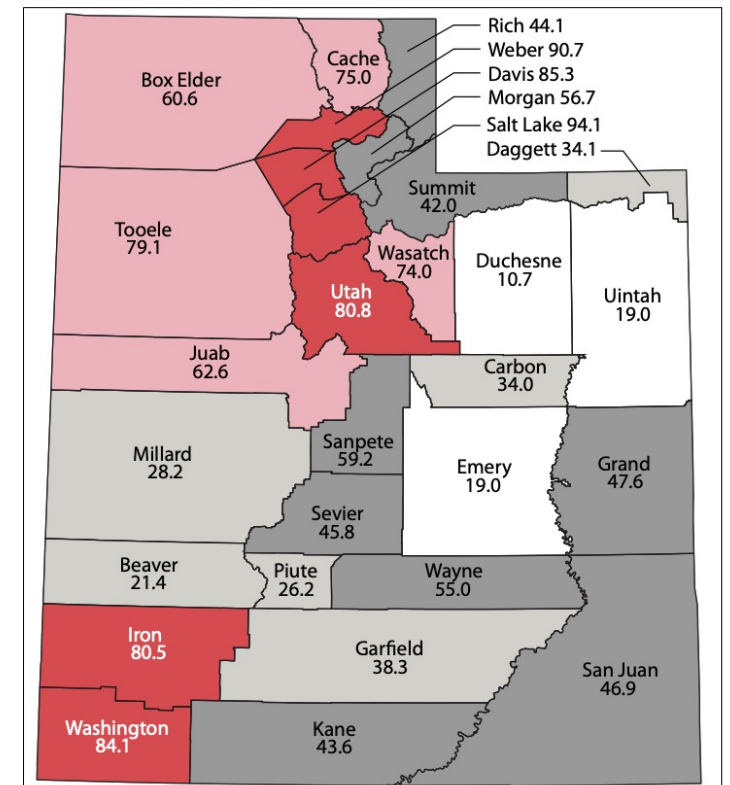 Rich 44.1
Weber 90.7
Davis 85.3
Morgan 56.7
Salt Lake 94.1
Daggett 34.1
Box Elder
60.6
Cache
75.0
Summit
42.0
Tooele
79.1
Wasatch
74.0
Duchesne
10.7
Uintah
19.0
Utah
80.8
Juab
62.6
Carbon
34.0
Millard
28.2
Sanpete
59.2
Emery
19.0
Grand
47.6
Sevier
45.8
Beaver
21.4
Piute
26.2
Wayne
55.0
Iron
80.5
Garfield
38.3
San Juan
46.9
Washington
84.1
Kane
43.6